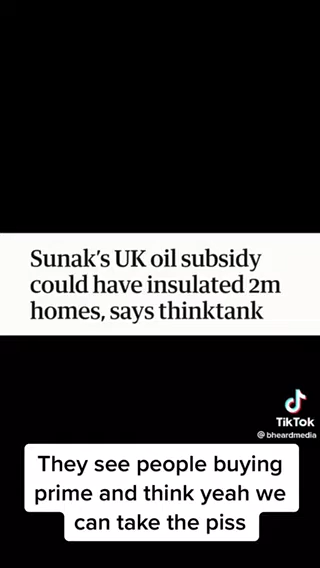 Sunak's UK oil subsidy
could have insulated 2m
homes, says thinktank
TikTok
@bheardmedia
They see people buying
prime and think yeah we
can take the piss